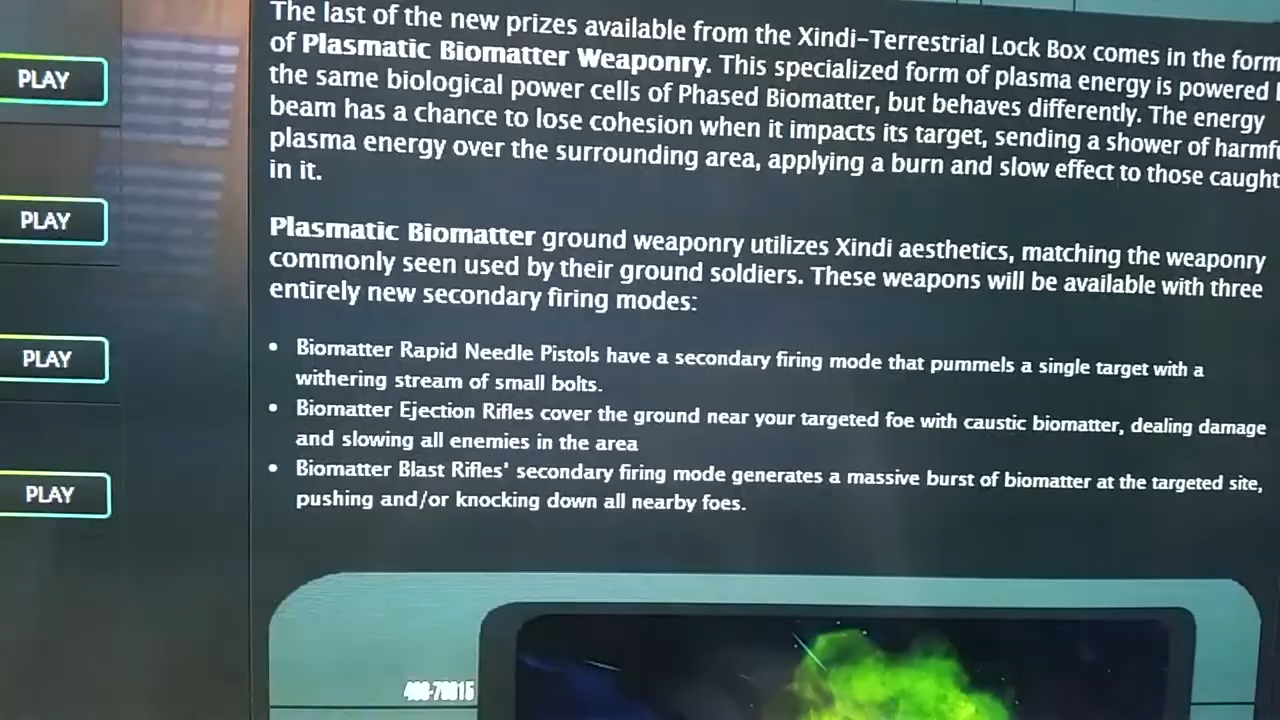 The last of the new prizes available from the Xindi-Terrestrial Lock Box comes in the form
of Plasmatic Biomatter Weaponry. This specialized form of plasma energy is powered
the same biological power cells of Phased Biomatter, but behaves differently. The energy
beam has a chance to lose cohesion when it impacts its target, sending a shower of
plasma energy over the surrounding area, applying a burn and slow effect to those caught
in it.
Plasmatic Biomatter ground weaponry utilizes Xindi aesthetics, matching the weaponry
commonly seen used by their ground soldiers. These weapons will be available with three
entirely new secondary firing modes:
• Biomatter Rapid Needle Pistols have a secondary firing mode that pummels a single target with a
withering stream of small bolts.
• Biomatter Ejection Rifles cover the ground near your targeted foe with caustic biomatter, dealing damage
and slowing all enemies in the area
• Biomatter Blast Rifles' secondary firing mode generates a massive burst of biomatter at the targeted site,
pushing and/or knocking down all nearby foes.
PLAY
PLAY
PLAY
PLAY